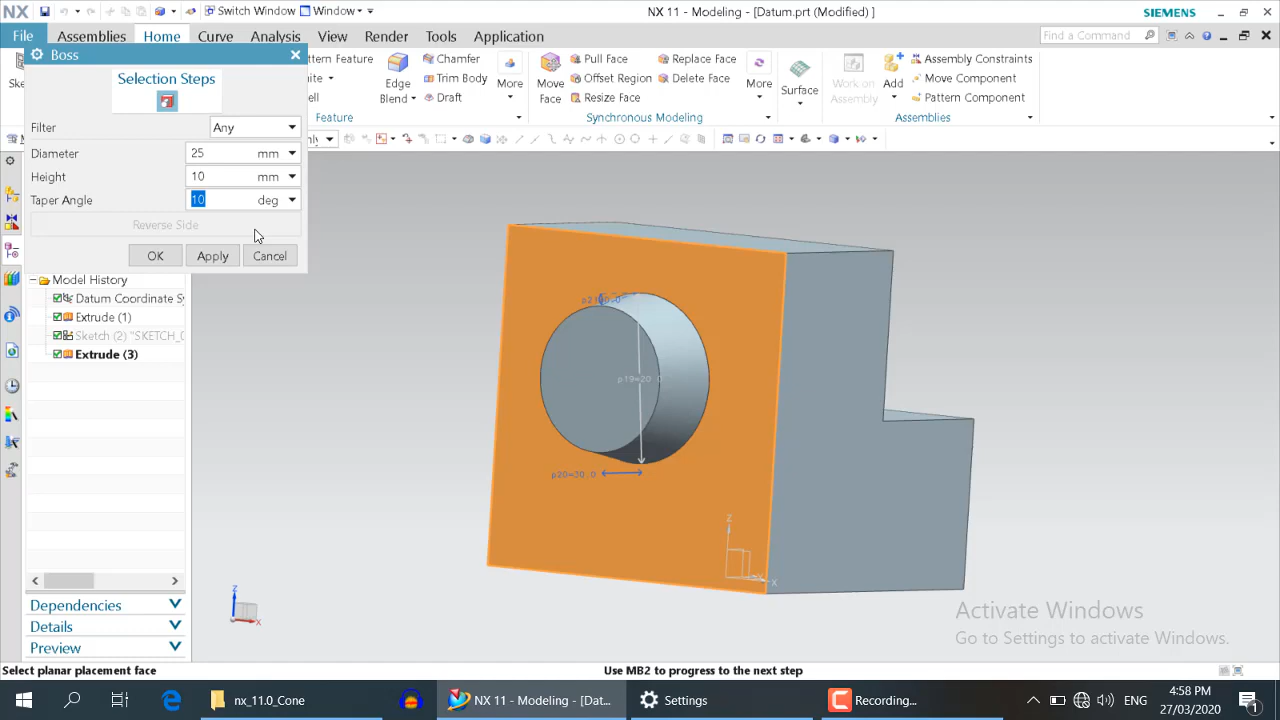 NX
Switch Window
Window
NX 11 - Modeling - [Datum.prt (Modified) ]
SIEMENS
File
Assemblies
Home
Curve
Analysis
View
Render
Tools
Application
Find a Command
Boss
Selection Steps
Filter
Any
Diameter
25
mm
Height
10
mm
Taper Angle
10
deg
Reverse Side
OK
Apply
Cancel
ttern Feature
Edge
Blend
Chamfer
Trim Body
Draft
More
Feature
Move
Face
Pull Face
Offset Region
Resize Face
Replace Face
Delete Face
More
Synchronous Modeling
Surface
Work on
Assembly
Add
Assembly Constraints
Move Component
Pattern Component
Assemblies
Model History
Datum Coordinate Sy
Extrude (1)
Sketch (2) "SKETCH_0
Extrude (3)
Dependencies
Details
Preview
p19=20.0
p20=30.0
Z
X
Z
X
Activate Windows
Go to Settings to activate Windows.
Select planar placement face
Use MB2 to progress to the next step
nx_11.0_Cone
NX 11 - Modeling - [Dat...
Settings
Recording...
ENG
4:58 PM
27/03/2020
1